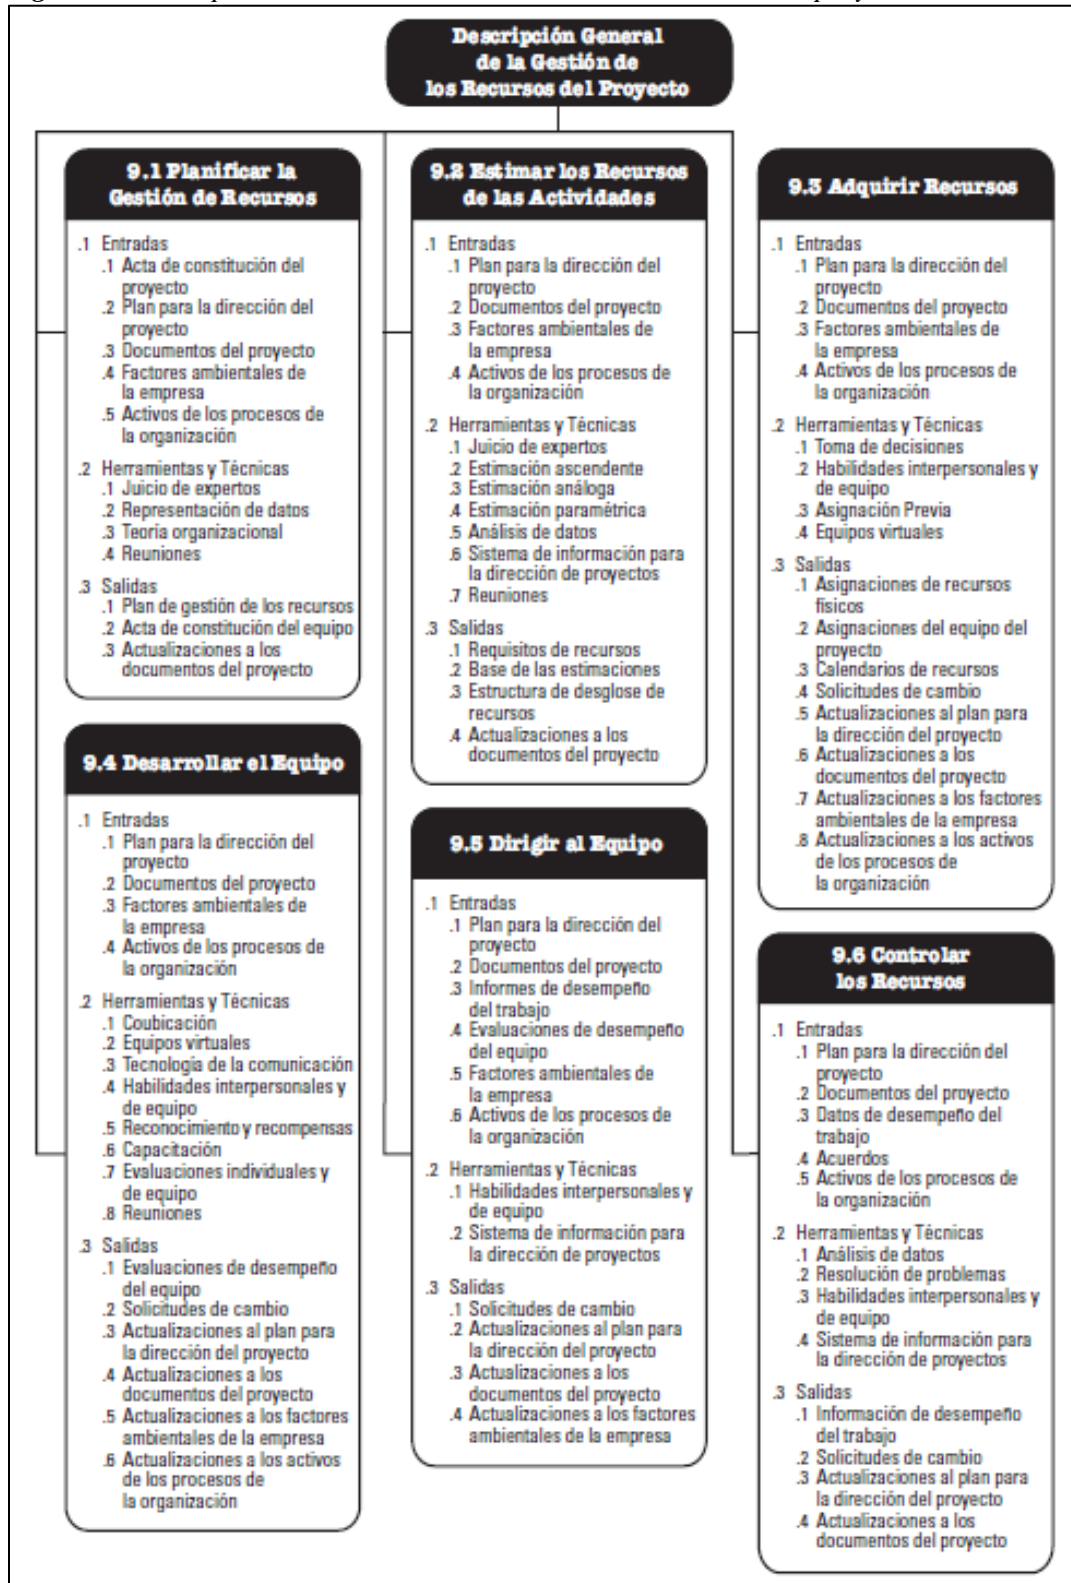 Descripción General
de la Gestión de
los Recursos del Proyecto
9.1 Planificar la
Gestión de Recursos
.1 Entradas
.1 Acta de constitución del
proyecto
.2 Plan para la dirección del
proyecto
.3 Documentos del proyecto
.4 Factores ambientales de
la empresa
.5 Activos de los procesos de
la organización
.2 Herramientas y Técnicas
.1 Juicio de expertos
.2 Representación de datos
.3 Teoría organizacional
.4 Reuniones
.3 Salidas
.1 Plan de gestión de los recursos
.2 Acta de constitución del equipo
.3 Actualizaciones a los
documentos del proyecto
9.2 Estimar los Recursos
de las Actividades
.1 Entradas
.1 Plan para la dirección del
proyecto
.2 Documentos del proyecto
.3 Factores ambientales de
la empresa
.4 Activos de los procesos de
la organización
.2 Herramientas y Técnicas
.1 Juicio de expertos
.2 Estimación ascendente
.3 Estimación análoga
.4 Estimación paramétrica
.5 Análisis de datos
.6 Sistema de información para
la dirección de proyectos
.7 Reuniones
.3 Salidas
.1 Requisitos de recursos
.2 Base de las estimaciones
.3 Estructura de desglose de
recursos
.4 Actualizaciones a los
documentos del proyecto
9.3 Adquirir Recursos
.1 Entradas
.1 Plan para la dirección del
proyecto
.2 Documentos del proyecto
.3 Factores ambientales de
la empresa
.4 Activos de los procesos de
la organización
.2 Herramientas y Técnicas
.1 Toma de decisiones
.2 Habilidades interpersonales y
de equipo
.3 Asignación Previa
.4 Equipos virtuales
.3 Salidas
.1 Asignaciones de recursos
físicos
.2 Asignaciones del equipo del
proyecto
.3 Calendarios de recursos
.4 Solicitudes de cambio
.5 Actualizaciones al plan para
la dirección del proyecto
.6 Actualizaciones a los
documentos del proyecto
.7 Actualizaciones a los factores
ambientales de la empresa
.8 Actualizaciones a los activos
de los procesos de
la organización
9.4 Desarrollar el Equipo
.1 Entradas
.1 Plan para la dirección del
proyecto
.2 Documentos del proyecto
.3 Factores ambientales de
la empresa
.4 Activos de los procesos de
la organización
.2 Herramientas y Técnicas
.1 Coubicación
.2 Equipos virtuales
.3 Tecnología de la comunicación
.4 Habilidades interpersonales y
de equipo
.5 Reconocimiento y recompensas
.6 Capacitación
.7 Evaluaciones individuales y
de equipo
.8 Reuniones
.3 Salidas
.1 Evaluaciones de desempeño
del equipo
.2 Solicitudes de cambio
.3 Actualizaciones al plan para
la dirección del proyecto
.4 Actualizaciones a los
documentos del proyecto
.5 Actualizaciones a los factores
ambientales de la empresa
.6 Actualizaciones a los activos
de los procesos de
la organización
9.5 Dirigir al Equipo
.1 Entradas
.1 Plan para la dirección del
proyecto
.2 Documentos del proyecto
.3 Informes de desempeño
del trabajo
.4 Evaluaciones de desempeño
del equipo
.5 Factores ambientales de
la empresa
.6 Activos de los procesos de
la organización
.2 Herramientas y Técnicas
.1 Habilidades interpersonales y
de equipo
.2 Sistema de información para
la dirección de proyectos
.3 Salidas
.1 Solicitudes de cambio
.2 Actualizaciones al plan para
la dirección del proyecto
.3 Actualizaciones a los
documentos del proyecto
.4 Actualizaciones a los factores
ambientales de la empresa
9.6 Controlar
los Recursos
.1 Entradas
.1 Plan para la dirección del
proyecto
.2 Documentos del proyecto
.3 Datos de desempeño del
trabajo
.4 Acuerdos
.5 Activos de los procesos de
la organización
.2 Herramientas y Técnicas
.1 Análisis de datos
.2 Resolución de problemas
.3 Habilidades interpersonales y
de equipo
.4 Sistema de información para
la dirección de proyectos
.3 Salidas
.1 Información de desempeño
del trabajo
.2 Solicitudes de cambio
.3 Actualizaciones al plan para
la dirección del proyecto
.4 Actualizaciones a los
documentos del proyecto